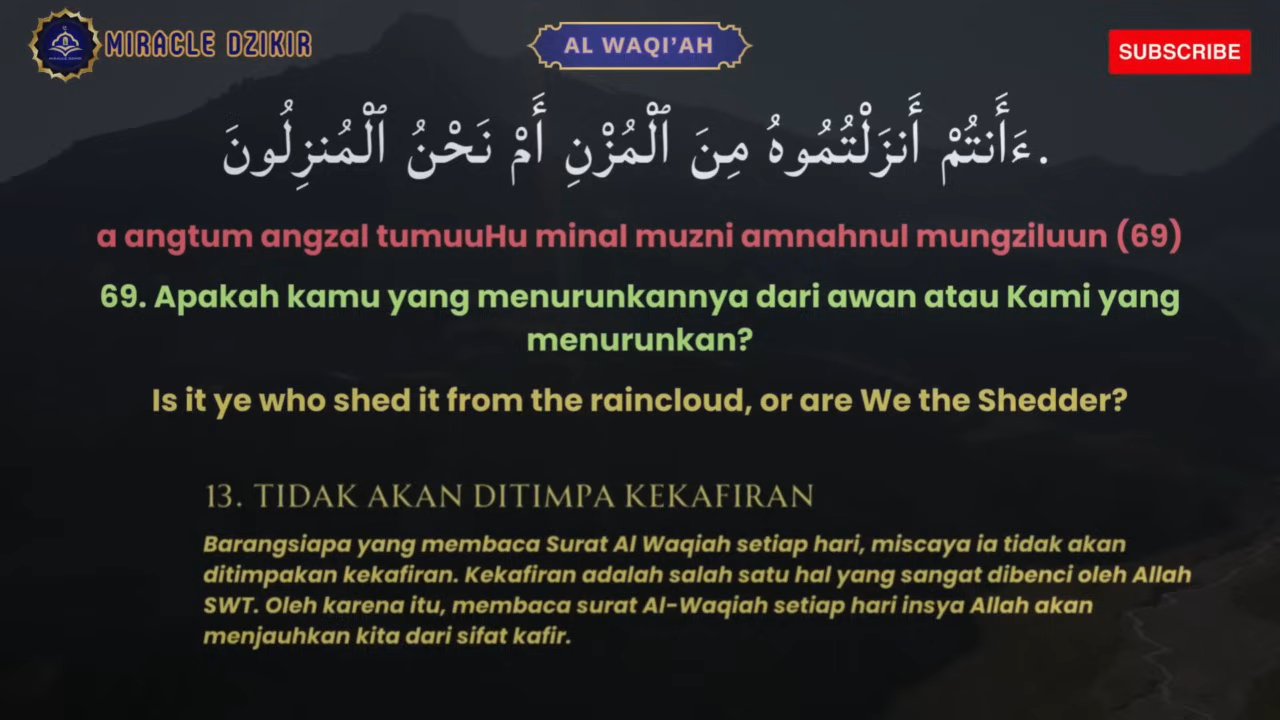 MIRACLE DZIKIR
AL WAQI'AH
SUBSCRIBE
ءَأَنتُمْ أَنزَلْتُمُوهُ مِنَ ٱلْمُزْنِ أَمْ نَحْنُ ٱلْمُنزِلُونَ.
a angtum angzal tumuuHu minal muzni amnahnul mungziluun (69)
69. Apakah kamu yang menurunkannya dari awan atau Kami yang
menurunkan?
Is it ye who shed it from the raincloud, or are We the Shedder?
13. TIDAK AKAN DITIMPA KEKAFIRAN
Barangsiapa yang membaca Surat Al Waqiah setiap hari, miscaya ia tidak akan
ditimpakan kekafiran. Kekafiran adalah salah satu hal yang sangat dibenci oleh Allah
SWT. Oleh karena itu, membaca surat Al-Waqiah setiap hari insya Allah akan
menjauhkan kita dari sifat kafir.